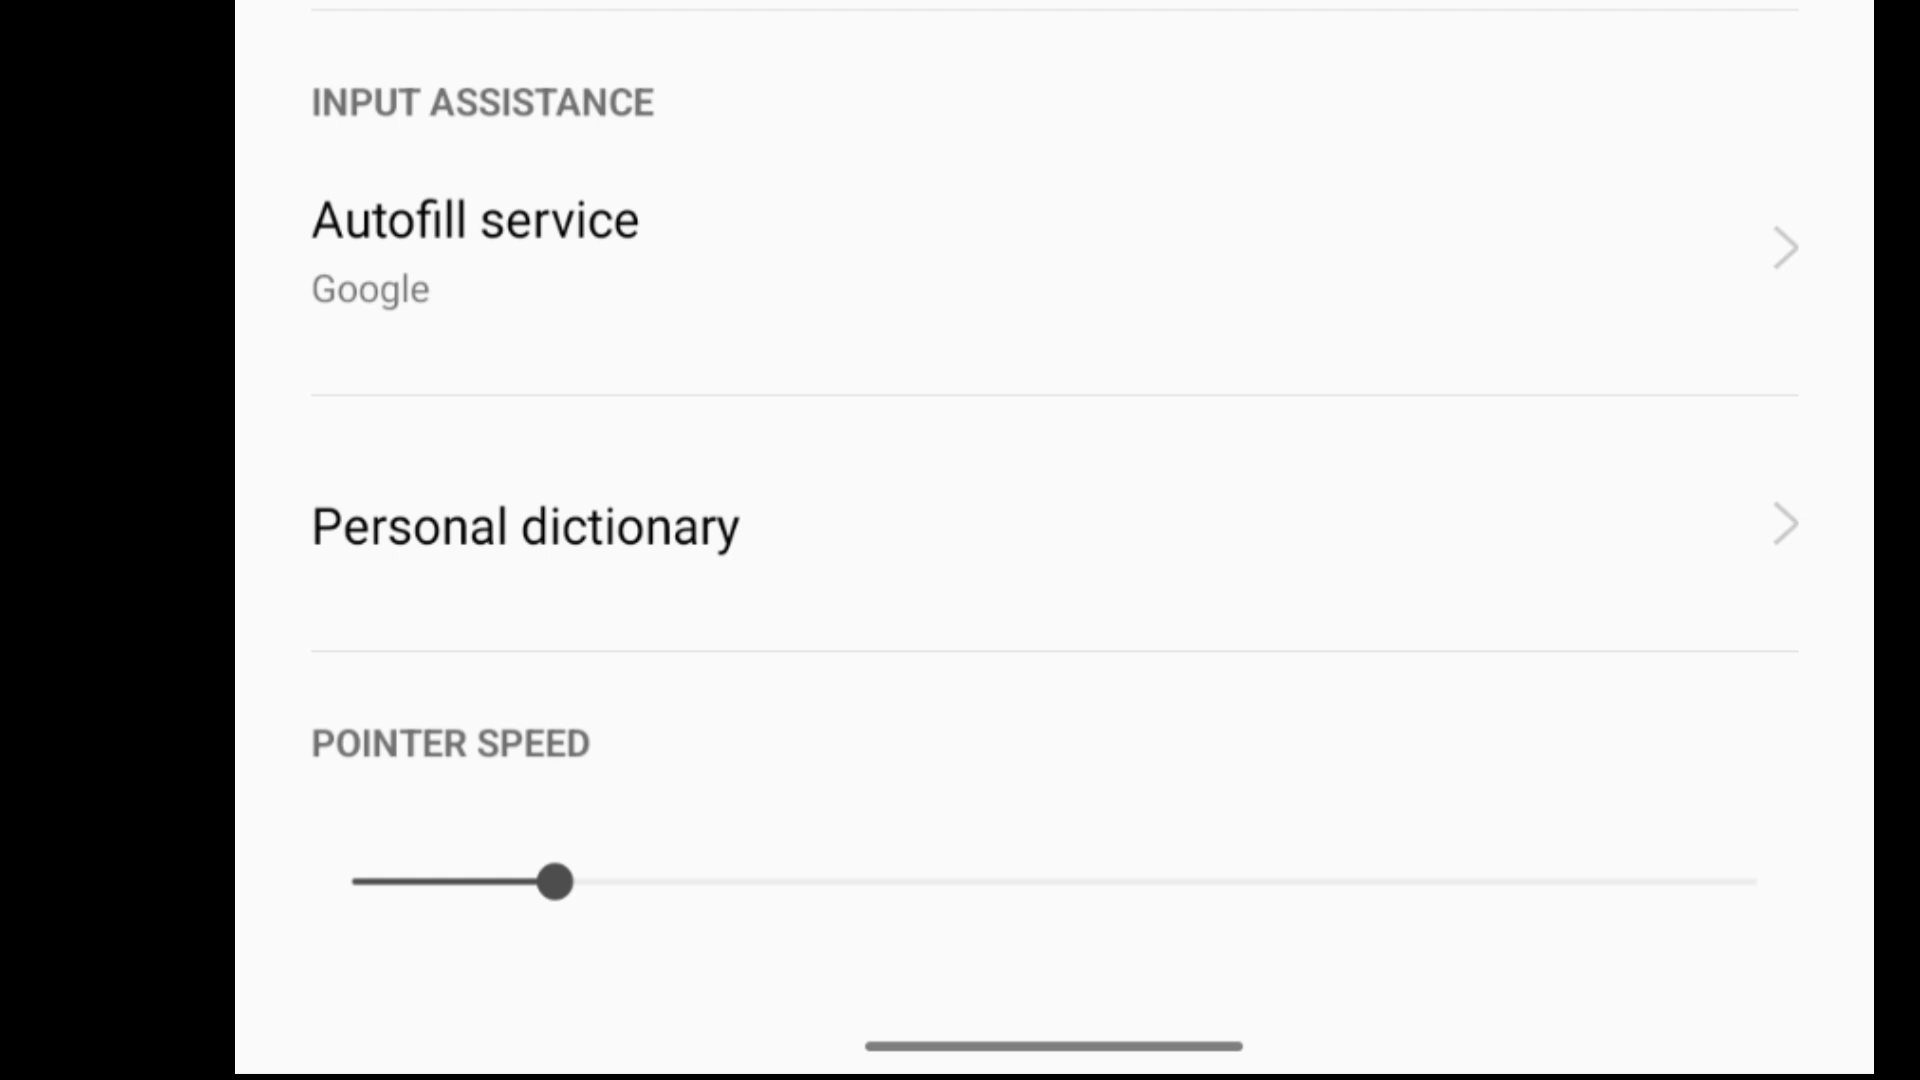 INPUT ASSISTANCE
Autofill service
Google
Personal dictionary
POINTER SPEED